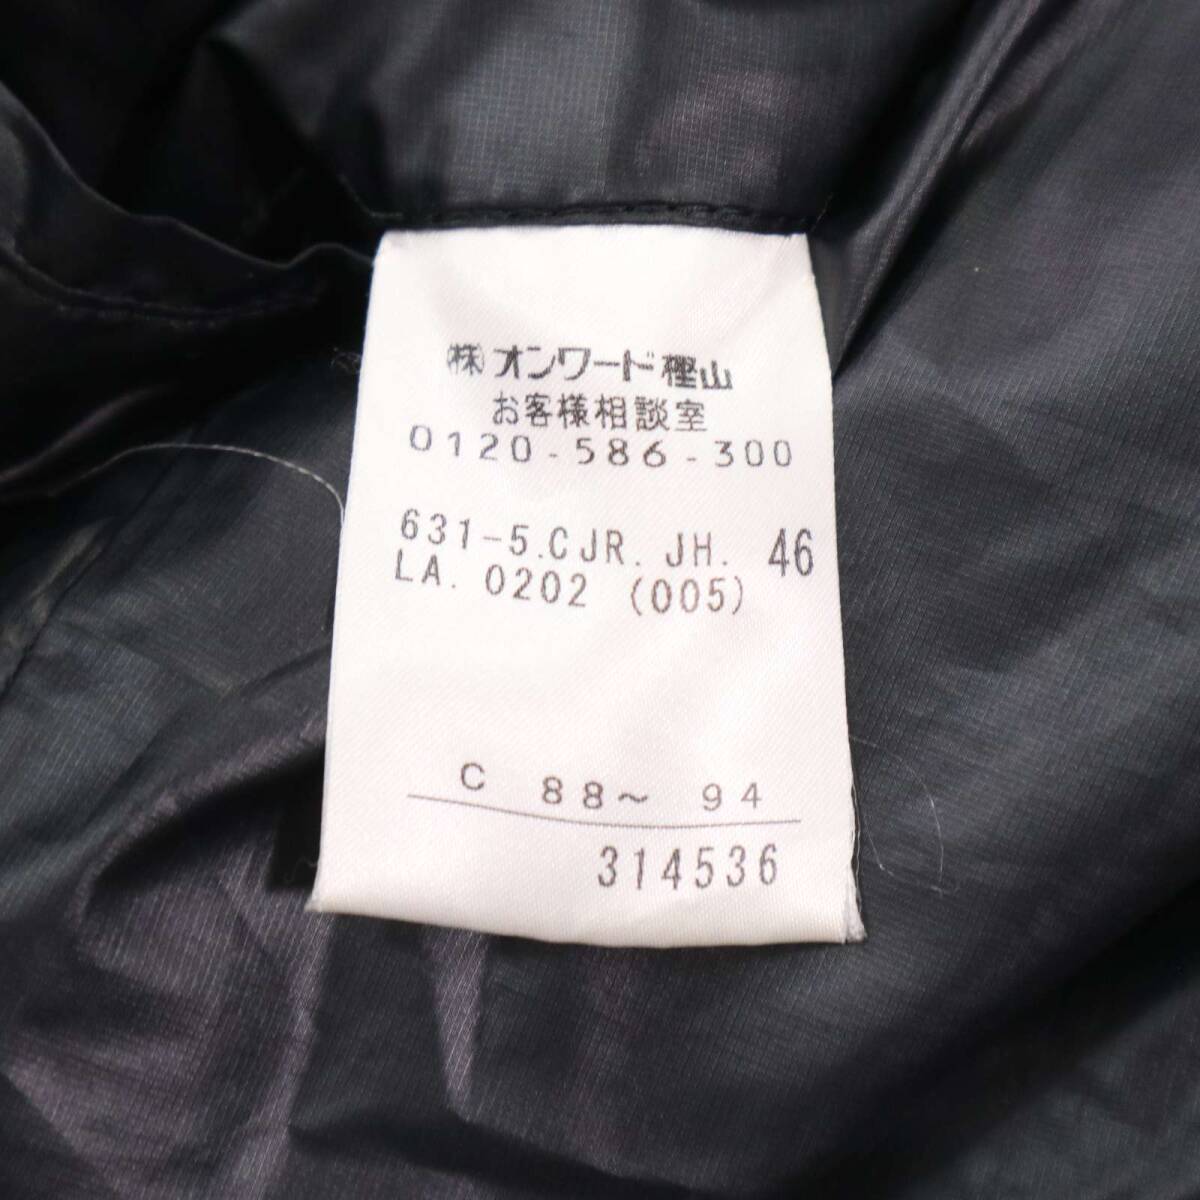 ㈱オンワード樫山
お客様相談室
0120-586-300
631-5.CJR. JH. 46
LA. 0202 (005)
C 88～ 94
314536